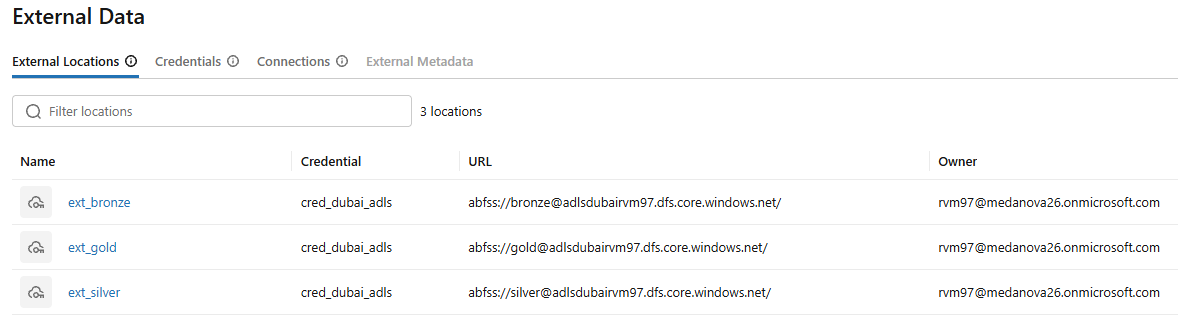 External Data
External Locations Credentials Connections External Metadata
Filter locations 3 locations
Name Credential URL Owner
ext_bronze cred_dubai_adls abfss://bronze@adlsdubairvm97.dfs.core.windows.net/ rvm97@medanova26.onmicrosoft.com
ext_gold cred_dubai_adls abfss://gold@adlsdubairvm97.dfs.core.windows.net/ rvm97@medanova26.onmicrosoft.com
ext_silver cred_dubai_adls abfss://silver@adlsdubairvm97.dfs.core.windows.net/ rvm97@medanova26.onmicrosoft.com